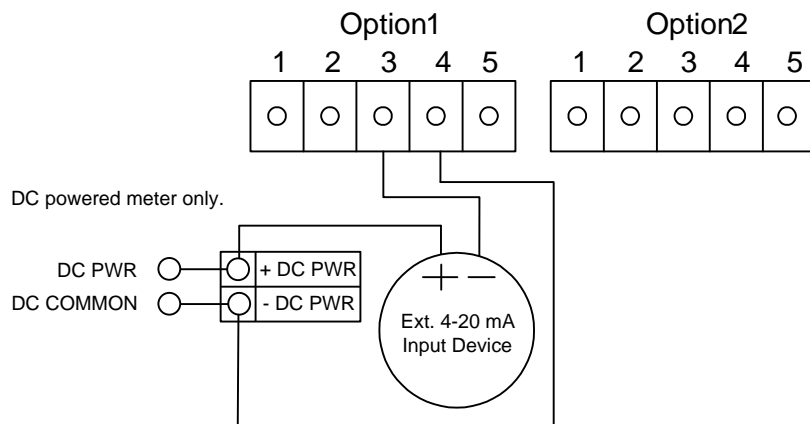 Option1 Option2
1 2 3 4 5 1 2 3 4 5
DC powered meter only.
DC PWR + DC PWR
DC COMMON - DC PWR
+ −
Ext. 4-20 mA
Input Device